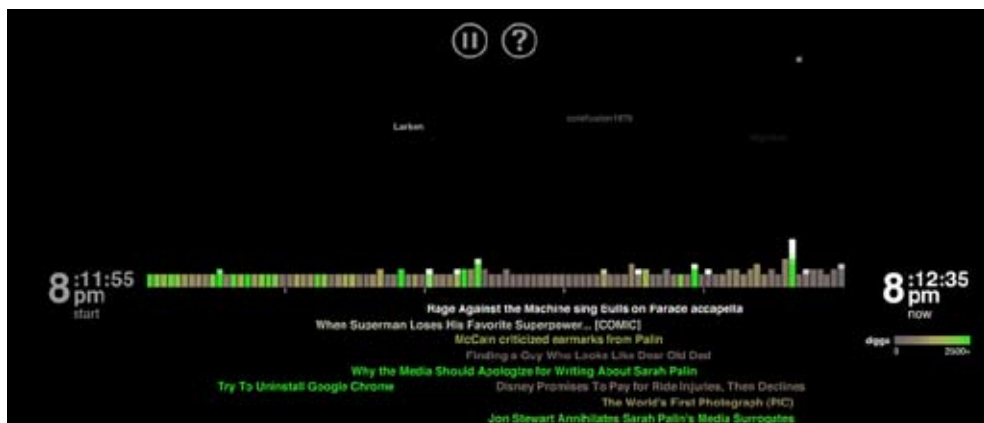 ?
Larken
8:11:55
pm
start
8:12:35
pm
now
Rage Against the Machine sing Bulls on Parade accapella
When Superman Loses His Favorite Superpower... [COMIC]
diggs
0 2500+
McCain criticized earmarks from Palin
Finding a Guy Who Looks Like Dear Old Dad
Why the Media Should Apologize for Writing About Sarah Palin
Try To Uninstall Google Chrome Disney Promises To Pay for Ride Injuries, Then Declines
The World's First Photograph (PIC)
Jon Stewart Annihilates Sarah Palin's Media Surrogates